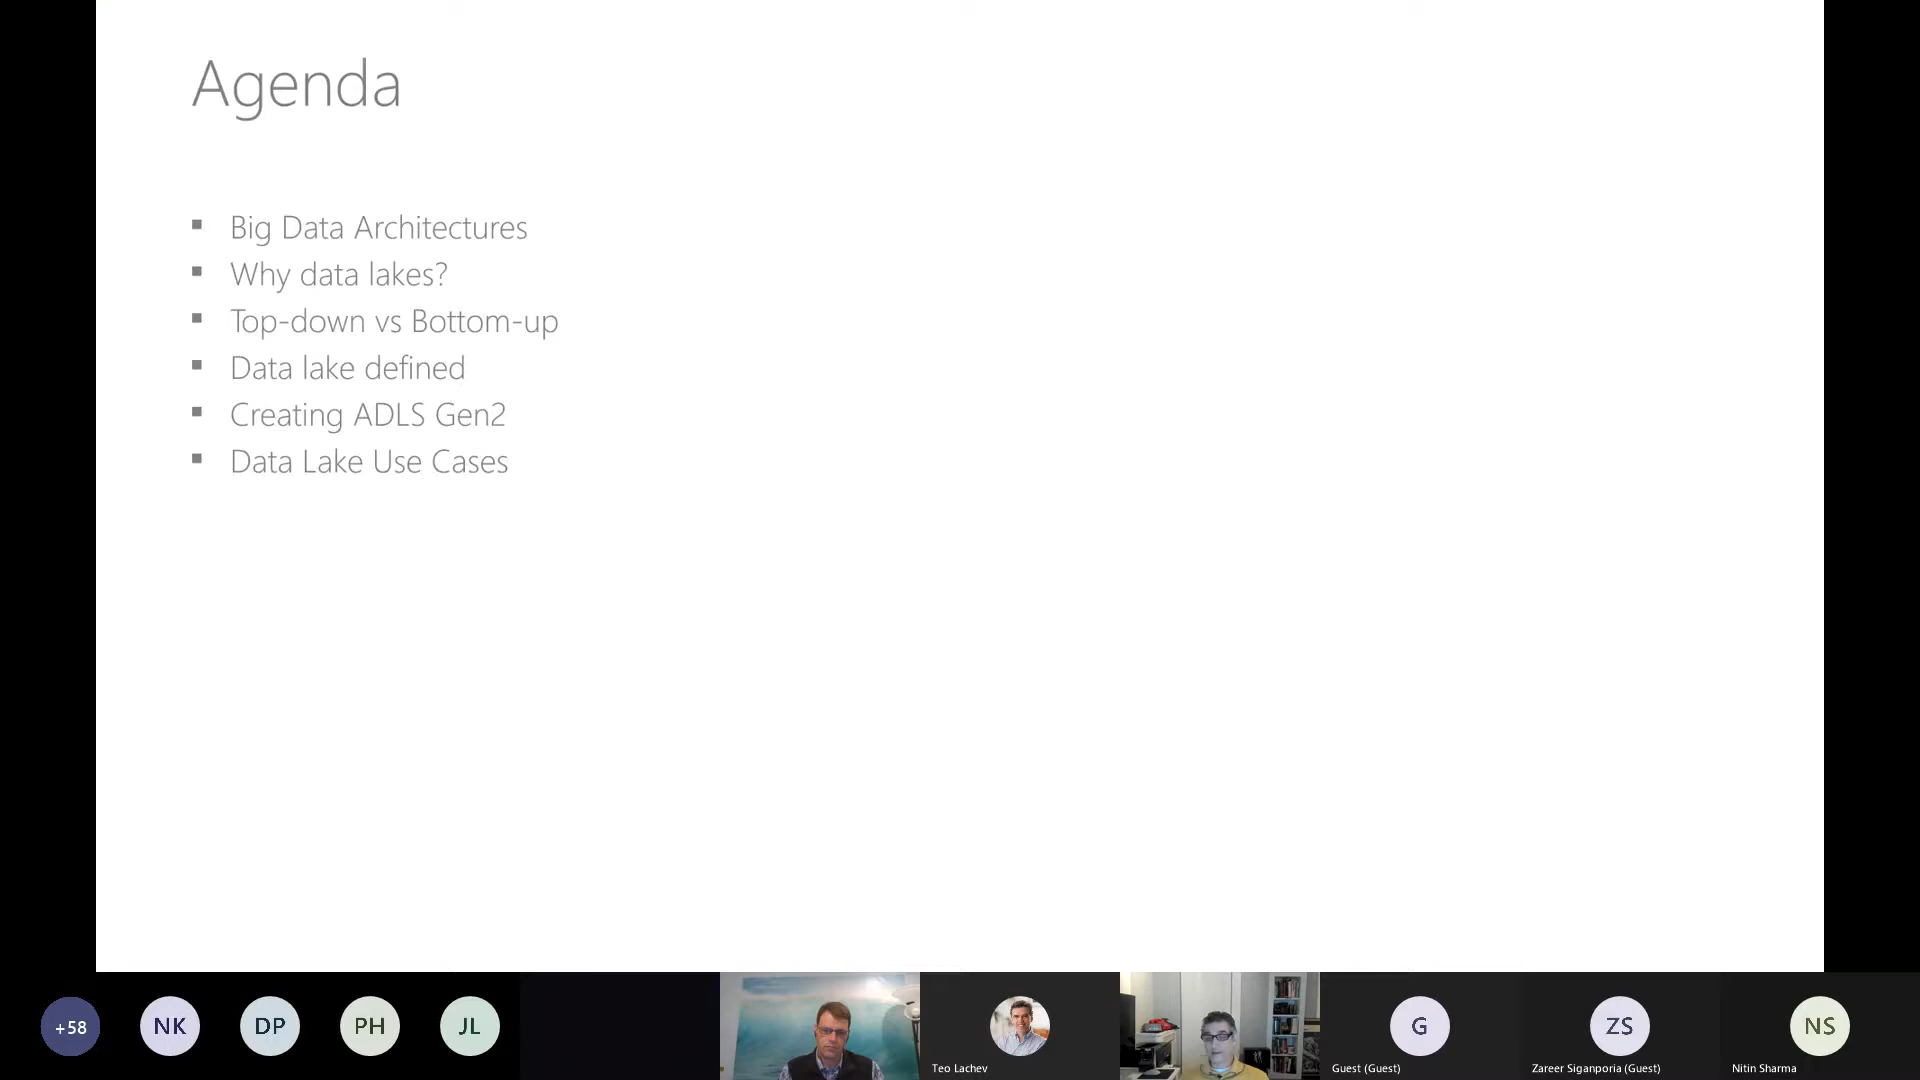 Agenda
Big Data Architectures
Why data lakes?
Top-down vs Bottom-up
Data lake defined
Creating ADLS Gen2
Data Lake Use Cases
+58
NK
DP
PH
JL
Teo Lachev
G
Guest (Guest)
ZS
Zareer Siganporia (Guest)
NS
Nitin Sharma